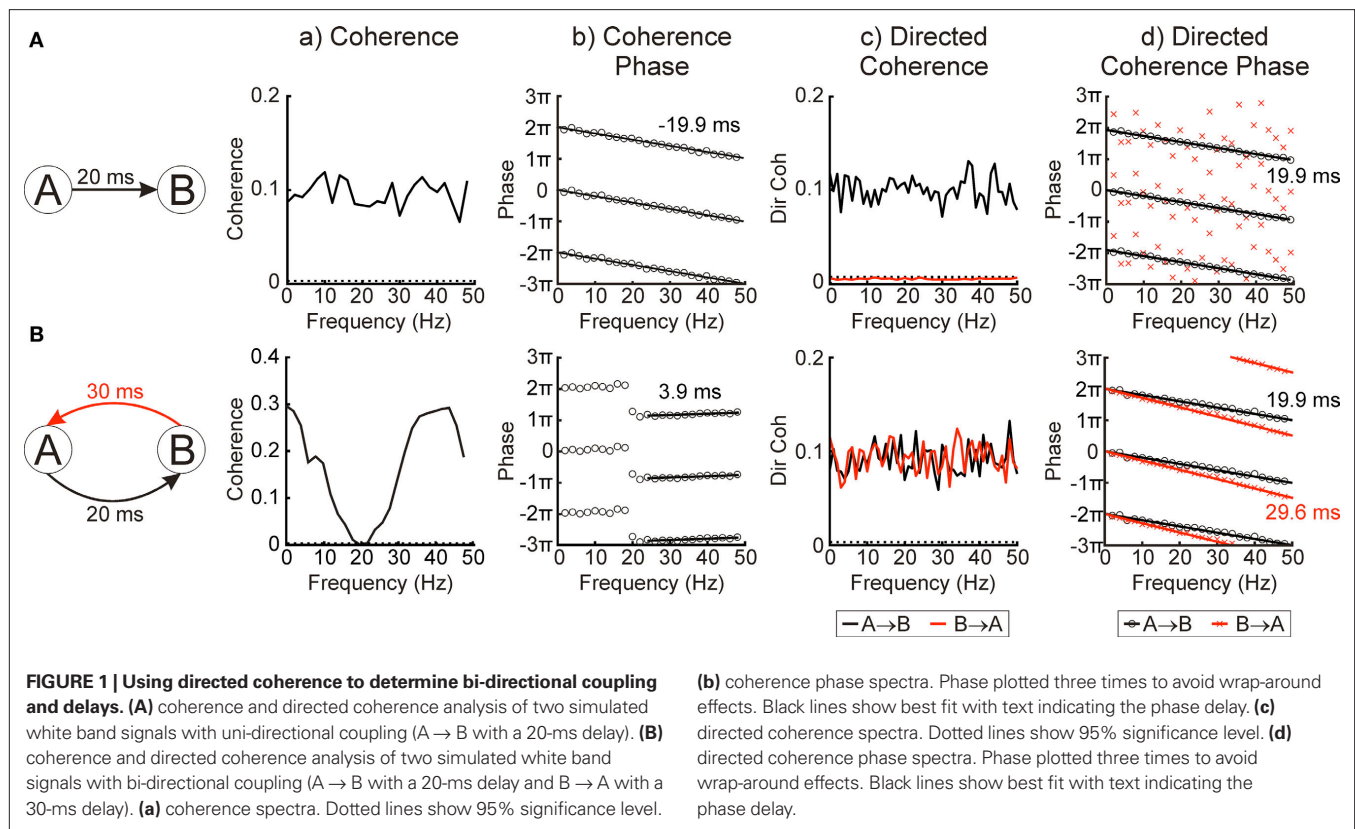 A
a) Coherence
b) Coherence
Phase
c) Directed
Coherence
d) Directed
Coherence Phase
A
20 ms
B
0.2
0.1
0
Coherence
0 10 20 30 40 50
Frequency (Hz)
3π
2π
1π
0
-1π
-2π
-3π
Phase
-19.9 ms
0 10 20 30 40 50
Frequency (Hz)
0.2
0.1
0
Dir Coh
0 10 20 30 40 50
Frequency (Hz)
3π
2π
1π
0
-1π
-2π
-3π
Phase
19.9 ms
0 10 20 30 40 50
Frequency (Hz)
B
30 ms
A
B
20 ms
0.4
0.3
0.2
0.1
0
Coherence
0 10 20 30 40 50
Frequency (Hz)
3π
2π
1π
0
-1π
-2π
-3π
Phase
3.9 ms
0 10 20 30 40 50
Frequency (Hz)
0.2
0.1
0
Dir Coh
0 10 20 30 40 50
Frequency (Hz)
A→B B→A
3π
2π
1π
0
-1π
-2π
-3π
Phase
19.9 ms
29.6 ms
0 10 20 30 40 50
Frequency (Hz)
A→B B→A
FIGURE 1 | Using directed coherence to determine bi-directional coupling
and delays. (A) coherence and directed coherence analysis of two simulated
white band signals with uni-directional coupling (A → B with a 20-ms delay). (B)
coherence and directed coherence analysis of two simulated white band
signals with bi-directional coupling (A → B with a 20-ms delay and B → A with a
30-ms delay). (a) coherence spectra. Dotted lines show 95% significance level.
(b) coherence phase spectra. Phase plotted three times to avoid wrap-around
effects. Black lines show best fit with text indicating the phase delay. (c)
directed coherence spectra. Dotted lines show 95% significance level. (d)
directed coherence phase spectra. Phase plotted three times to avoid
wrap-around effects. Black lines show best fit with text indicating the
phase delay.